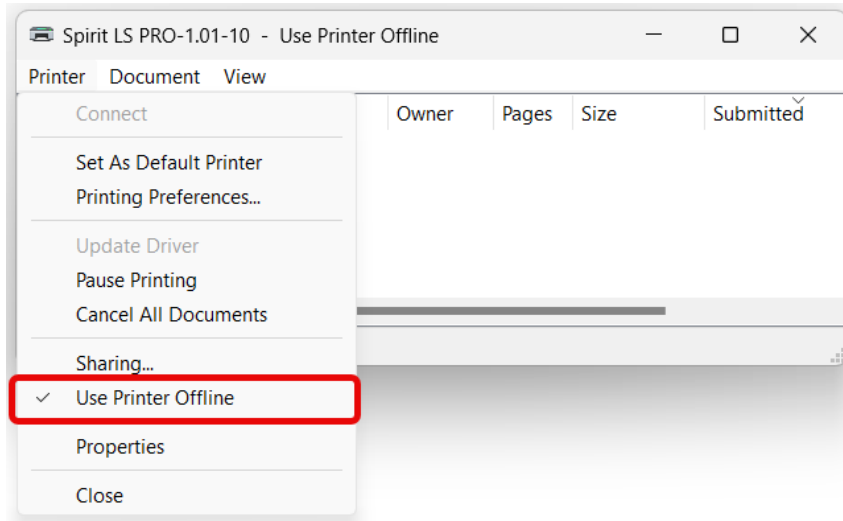 Spirit LS PRO-1.01-10 - Use Printer Offline
Printer Document View
Owner Pages Size Submitted
Connect
Set As Default Printer
Printing Preferences...
Update Driver
Pause Printing
Cancel All Documents
Sharing...
Use Printer Offline
Properties
Close